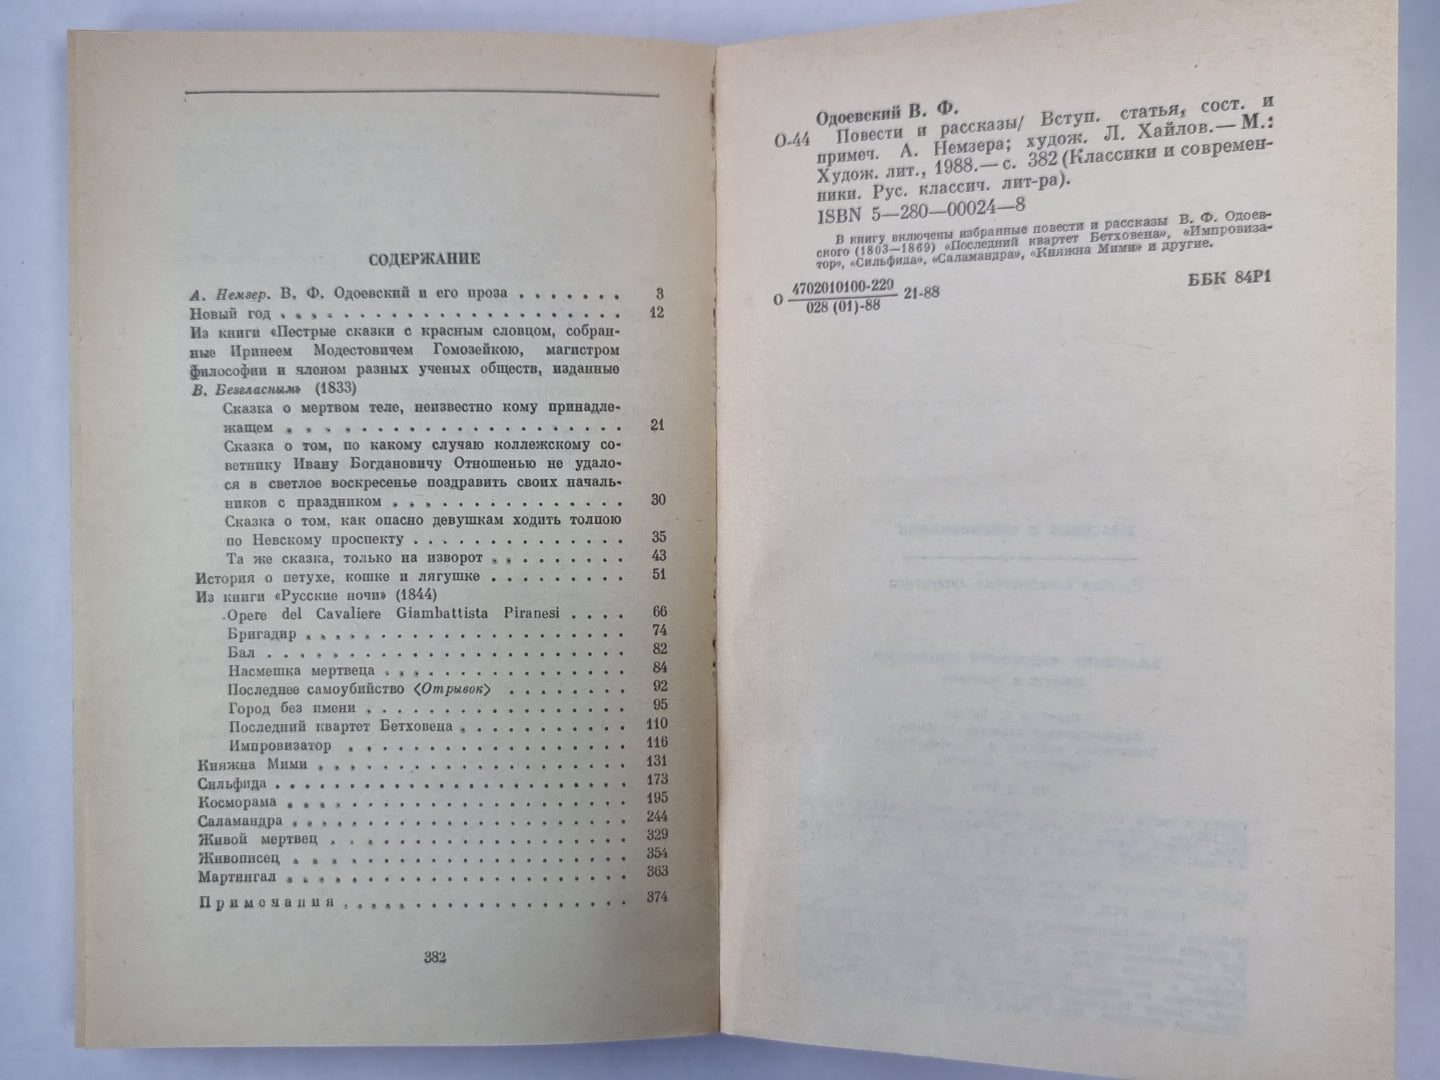 СОДЕРЖАНИЕ
А. Немзер. В. Ф. Одоевский и его проза . . . . . . . 3
Новый год . . . . . . . . . . . . . . . . . . 12
Из книги «Пестрые сказки с красным словцом, собран-
ные Иринеем Модестовичем Гомозейкою, магистром
философии и членом разных ученых обществ, изданные
В. Безгласным» (1833)
Сказка о мертвом теле, неизвестно кому принадле-
жащем . . . . . . . . . . . . . . . . . . 21
Сказка о том, по какому случаю коллежскому со-
ветнику Ивану Богдановичу Отношенью не удало-
ся в светлое воскресенье поздравить своих началь-
ников с праздником . . . . . . . . . . . . . 30
Сказка о том, как опасно девушкам ходить толпою
по Невскому проспекту . . . . . . . . . . . . 35
Та же сказка, только на изворот . . . . . . . . 43
История о петухе, кошке и лягушке . . . . . . . . . 51
Из книги «Русские ночи» (1844)
Opere del Cavaliere Giambattista Piranesi . . . . 66
Бригадир . . . . . . . . . . . . . . . . . 74
Бал . . . . . . . . . . . . . . . . . . . 82
Насмешка мертвеца . . . . . . . . . . . . . 84
Последнее самоубийство ⟨Отрывок⟩ . . . . . . . . 92
Город без имени . . . . . . . . . . . . . . 95
Последний квартет Бетховена . . . . . . . . . . 110
Импровизатор . . . . . . . . . . . . . . . 116
Княжна Мими . . . . . . . . . . . . . . . . . 131
Сильфида . . . . . . . . . . . . . . . . . . . 173
Косморама . . . . . . . . . . . . . . . . . . 195
Саламандра . . . . . . . . . . . . . . . . . . 244
Живой мертвец . . . . . . . . . . . . . . . . 329
Живописец . . . . . . . . . . . . . . . . . . 354
Мартингал . . . . . . . . . . . . . . . . . . 363
Примечания . . . . . . . . . . . . . . . 374
382
Одоевский В. Ф.
О-44 Повести и рассказы/ Вступ. статья, сост. и
примеч. А. Немзера; худож. Л. Хайлов.— М.:
Худож. лит., 1988.— с. 382 (Классики и современ-
ники. Рус. классич. лит-ра).
ISBN 5—280—00024—8
В книгу включены избранные повести и рассказы В. Ф. Одоев-
ского (1803—1869) «Последний квартет Бетховена», «Импровиза-
тор», «Сильфида», «Саламандра», «Княжна Мими» и другие.
О 4702010100-229
028 (01)-88 21-88
ББК 84Р1